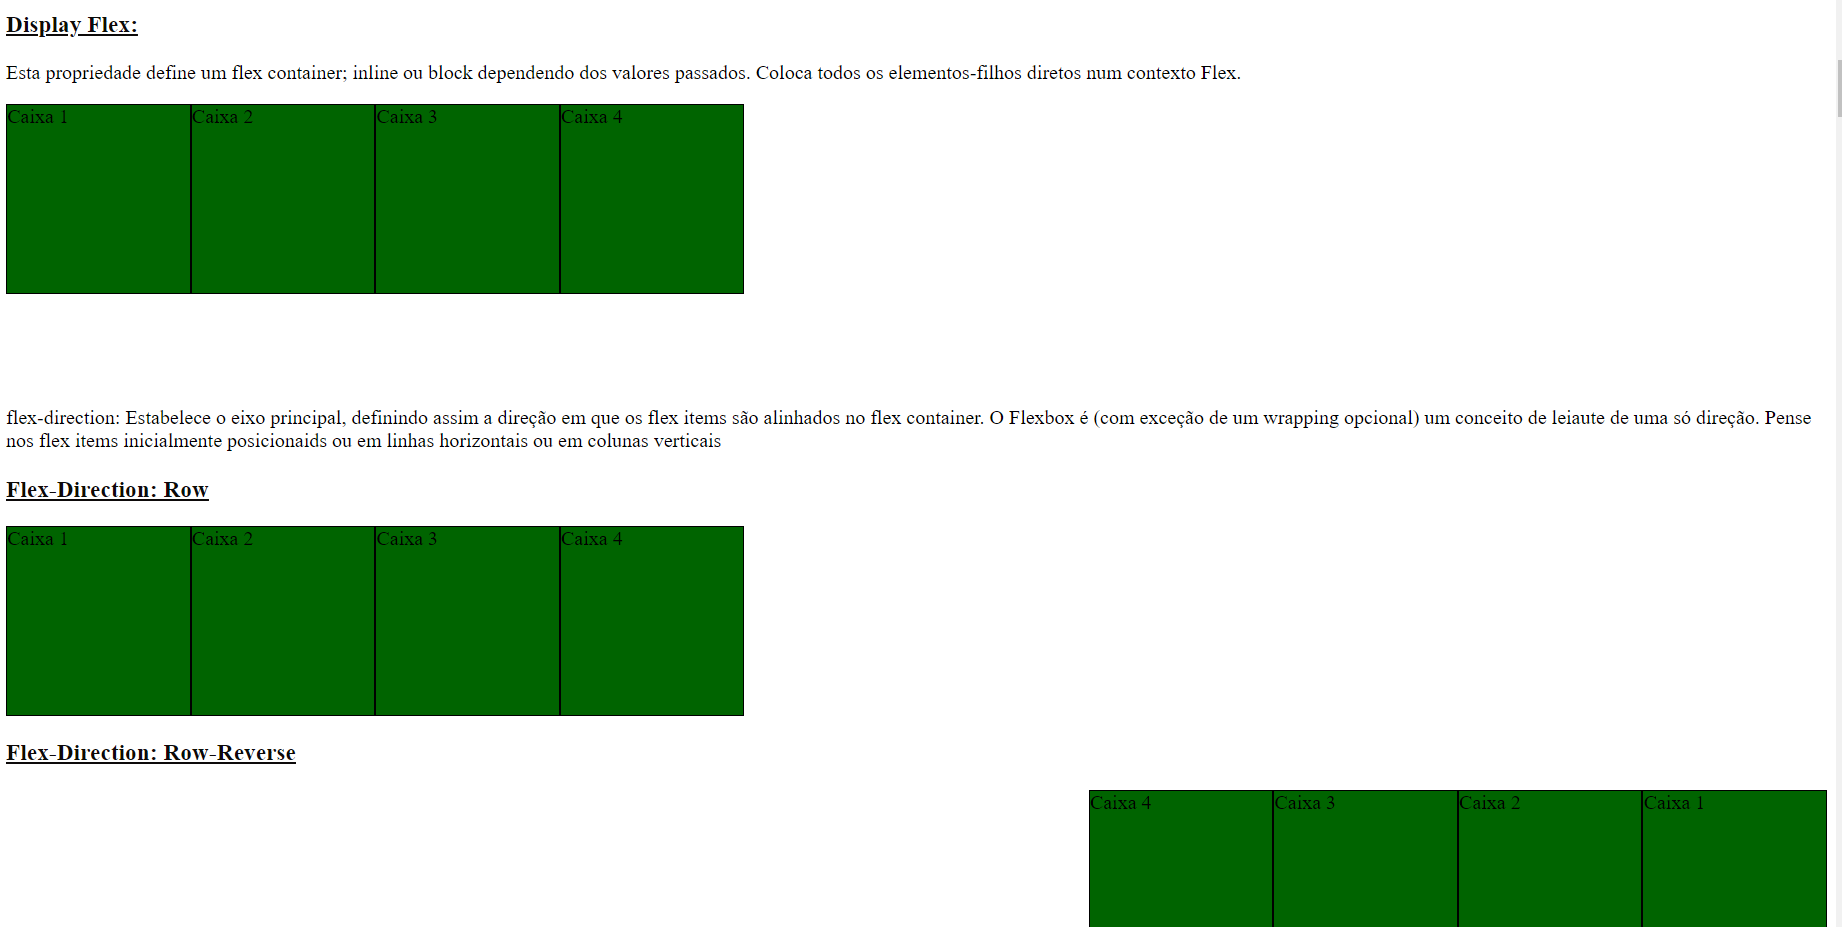 Display Flex:
Esta propriedade define um flex container; inline ou block dependendo dos valores passados. Coloca todos os elementos-filhos diretos num contexto Flex.
Caixa 1 Caixa 2 Caixa 3 Caixa 4
flex-direction: Estabelece o eixo principal, definindo assim a direção em que os flex items são alinhados no flex container. O Flexbox é (com exceção de um wrapping opcional) um conceito de leiaute de uma só direção. Pense
nos flex items inicialmente posicionaids ou em linhas horizontais ou em colunas verticais
Flex-Direction: Row
Caixa 1 Caixa 2 Caixa 3 Caixa 4
Flex-Direction: Row-Reverse
Caixa 4 Caixa 3 Caixa 2 Caixa 1